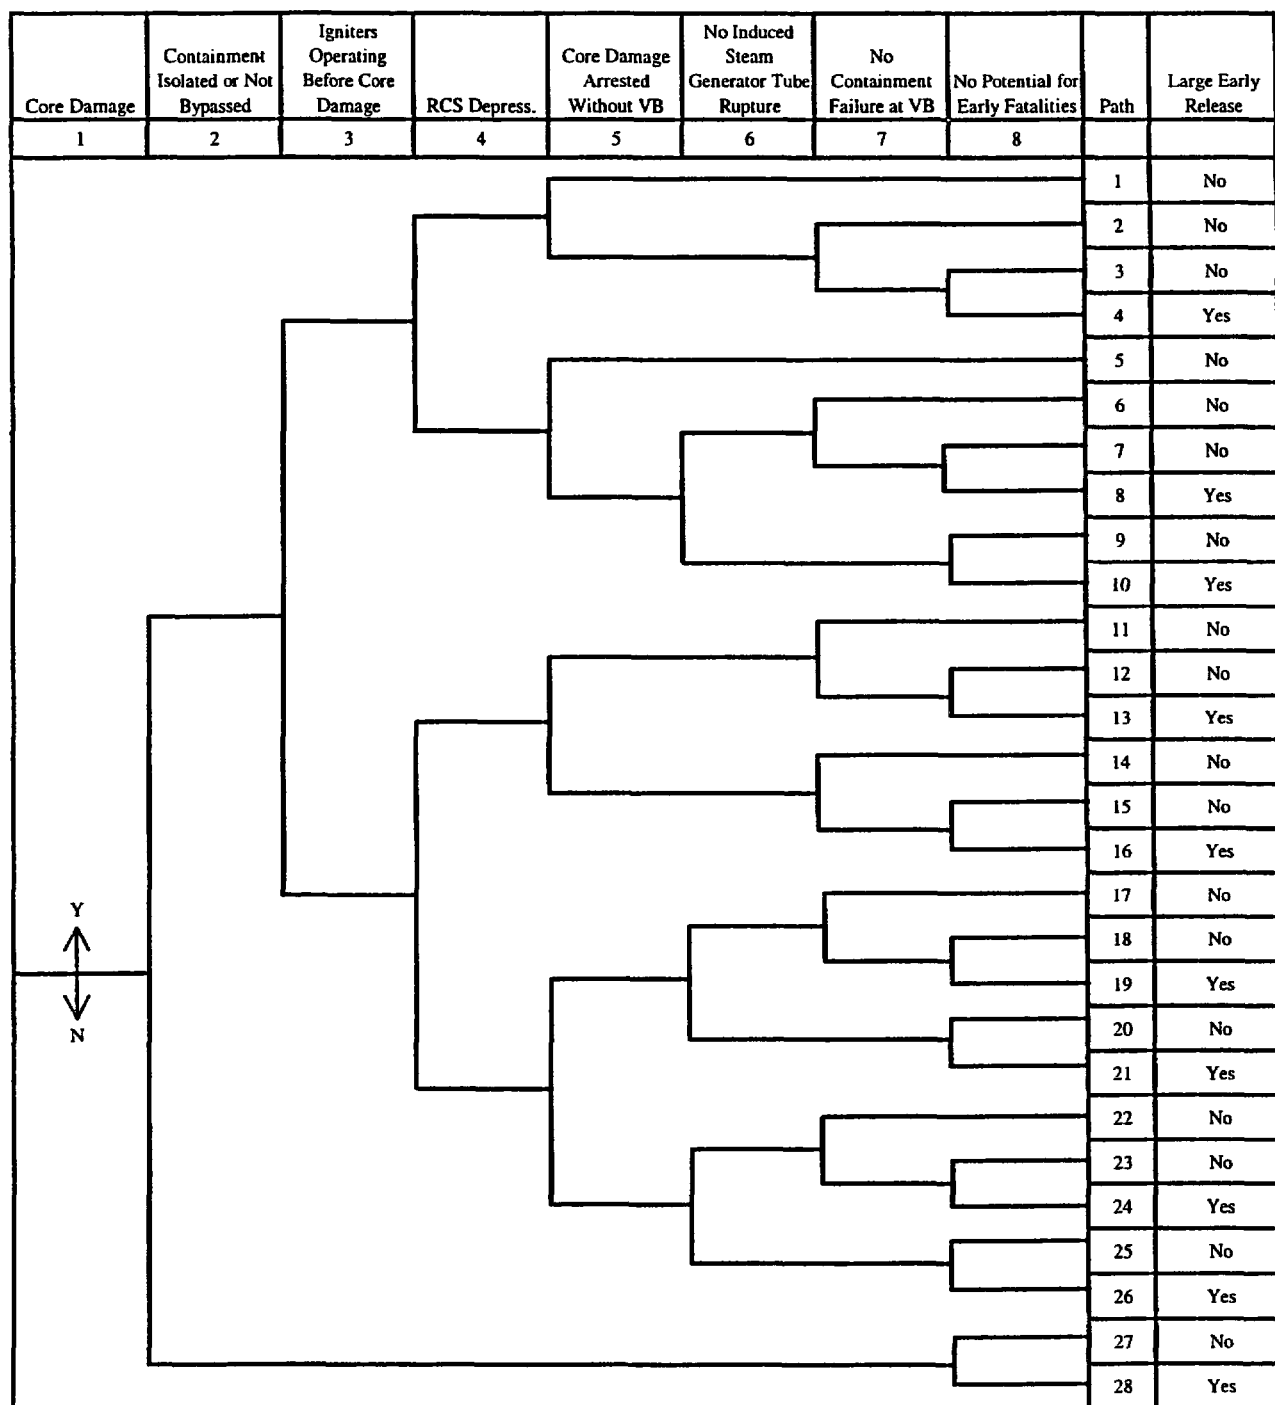 Core Damage
Containment
Isolated or Not
Bypassed
Igniters
Operating
Before Core
Damage
RCS Depress.
Core Damage
Arrested
Without VB
No Induced
Steam
Generator Tube
Rupture
No
Containment
Failure at VB
No Potential for
Early Fatalities
Path
Large Early
Release
1 2 3 4 5 6 7 8
1 No
2 No
3 No
4 Yes
5 No
6 No
7 No
8 Yes
9 No
10 Yes
11 No
12 No
13 Yes
14 No
15 No
16 Yes
17 No
Y
18 No
19 Yes
N
20 No
21 Yes
22 No
23 No
24 Yes
25 No
26 Yes
27 No
28 Yes